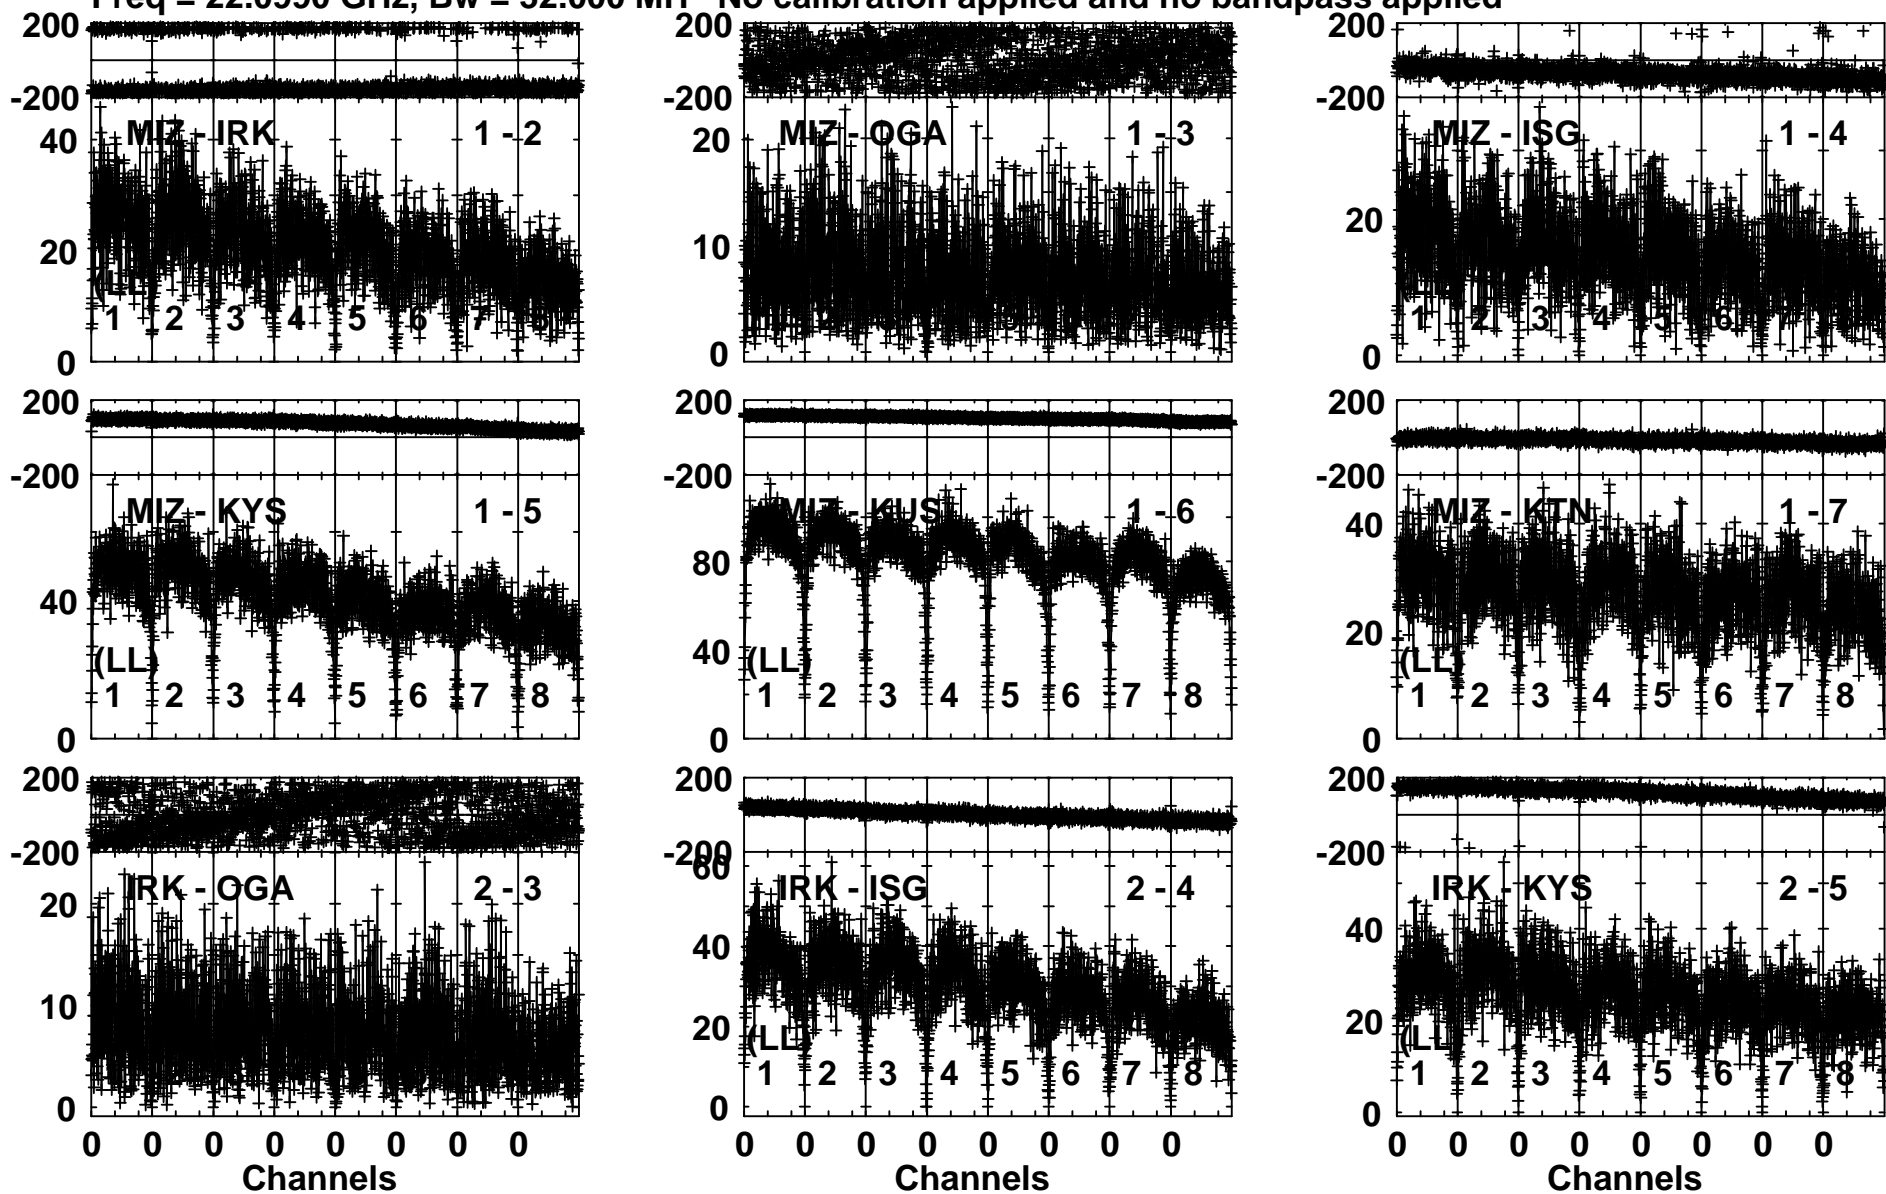 Freq = 22.0990 GHz, Bw = 32.000 MH No calibration applied and no bandpass applied
200
-200
MIZ - IRK 1 - 2
40
20
(LL)
1 2 3 4 5 6 7 8
0
200
-200
MIZ - OGA 1 - 3
20
10
0
200
-200
MIZ - ISG 1 - 4
20
1 2 3 4 5 6 7
0
200
-200
MIZ - KYS 1 - 5
40
(LL)
1 2 3 4 5 6 7 8
0
200
-200
MIZ - KUS 1 - 6
80
40
(LL)
1 2 3 4 5 6 7 8
0
200
-200
MIZ - KTN 1 - 7
40
20
(LL)
1 2 3 4 5 6 7 8
0
200
-200
IRK - OGA 2 - 3
20
10
0
0 0 0 0 0 0 0 0
Channels
200
-200
60
IRK - ISG 2 - 4
40
20
(LL)
1 2 3 4 5 6 7 8
0
0 0 0 0 0 0 0 0
Channels
200
-200
IRK - KYS 2 - 5
40
20
(LL)
1 2 3 4 5 6 7 8
0
0 0 0 0 0 0 0 0
Channels